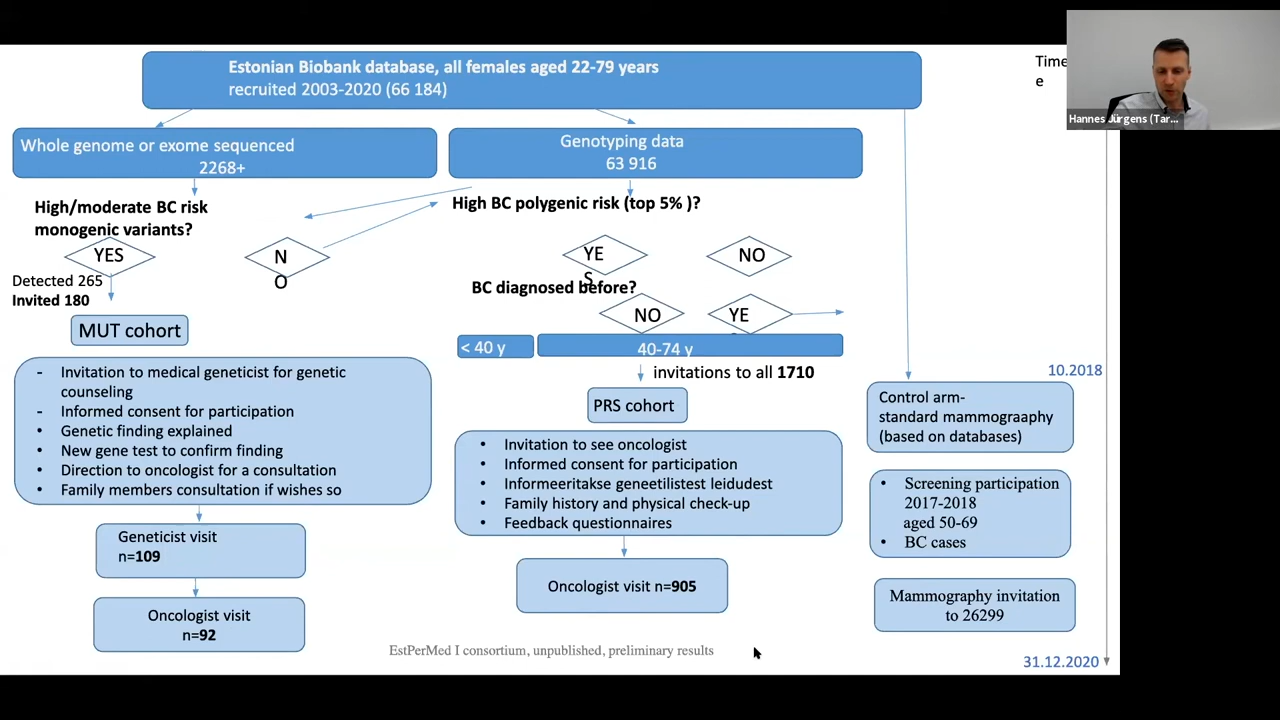 Estonian Biobank database, all females aged 22-79 years
recruited 2003-2020 (66 184)
Time
e
Hannes Jürgens (Tar...
Whole genome or exome sequenced
2268+
Genotyping data
63 916
High/moderate BC risk
monogenic variants?
High BC polygenic risk (top 5% )?
YES
N
O
YE
S
NO
Detected 265
Invited 180
BC diagnosed before?
NO
YE
MUT cohort
< 40 y
40-74 y
invitations to all 1710
10.2018
PRS cohort
- Invitation to medical geneticist for genetic
counseling
- Informed consent for participation
• Genetic finding explained
• New gene test to confirm finding
• Direction to oncologist for a consultation
• Family members consultation if wishes so
• Invitation to see oncologist
• Informed consent for participation
• Informeeritakse geneetilistest leidudest
• Family history and physical check-up
• Feedback questionnaires
Control arm-
standard mammograaphy
(based on databases)
• Screening participation
2017-2018
aged 50-69
• BC cases
Geneticist visit
n=109
Oncologist visit n=905
Mammography invitation
to 26299
Oncologist visit
n=92
EstPerMed I consortium, unpublished, preliminary results
31.12.2020